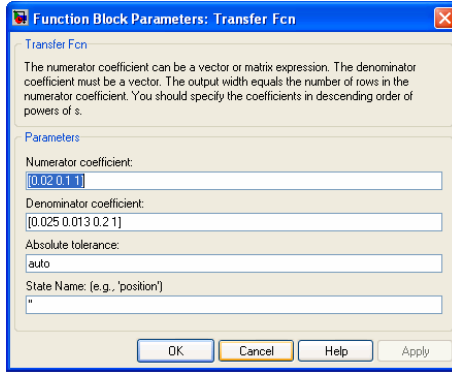 Function Block Parameters: Transfer Fcn
Transfer Fcn
The numerator coefficient can be a vector or matrix expression. The denominator
coefficient must be a vector. The output width equals the number of rows in the
numerator coefficient. You should specify the coefficients in descending order of
powers of s.
Parameters
Numerator coefficient:
[0.02 0.1 1]
Denominator coefficient:
[0.025 0.013 0.2 1]
Absolute tolerance:
auto
State Name: (e.g., 'position')
''
OK Cancel Help Apply